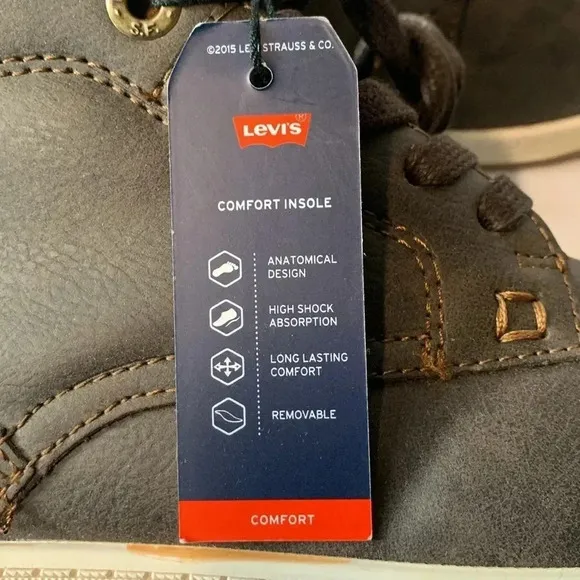 S.F.
©2015 LEVI STRAUSS & CO.
LEVI'S®
COMFORT INSOLE
ANATOMICAL
DESIGN
HIGH SHOCK
ABSORPTION
LONG LASTING
COMFORT
REMOVABLE
COMFORT